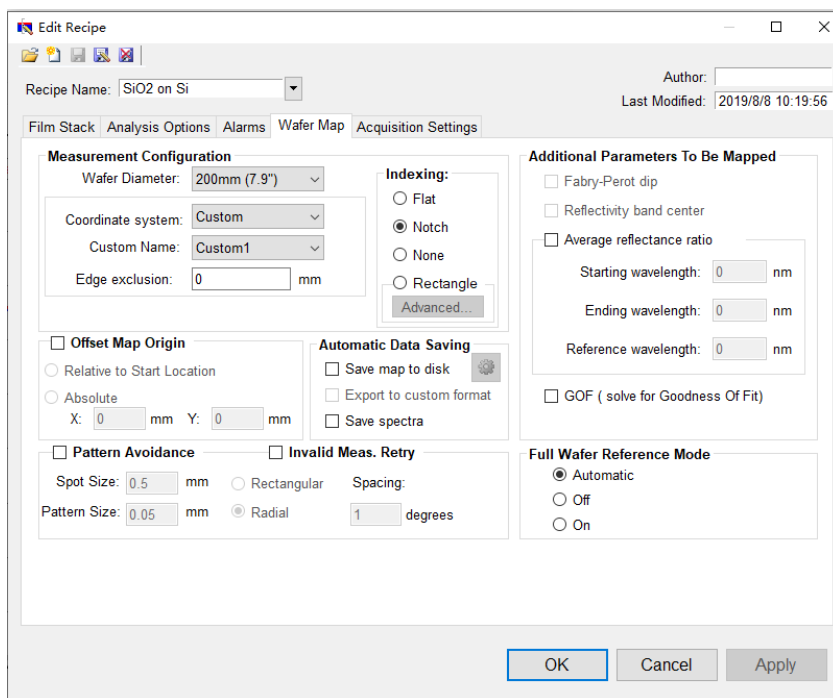 Edit Recipe
Recipe Name: SiO2 on Si
Author:
Last Modified: 2019/8/8 10:19:56
Film Stack Analysis Options Alarms Wafer Map Acquisition Settings
Measurement Configuration
Wafer Diameter: 200mm (7.9")
Coordinate system: Custom
Custom Name: Custom1
Edge exclusion: 0 mm
Indexing:
Flat
Notch
None
Rectangle
Advanced...
Additional Parameters To Be Mapped
Fabry-Perot dip
Reflectivity band center
Average reflectance ratio
Starting wavelength: 0 nm
Ending wavelength: 0 nm
Reference wavelength: 0 nm
GOF ( solve for Goodness Of Fit)
Offset Map Origin
Relative to Start Location
Absolute
X: 0 mm Y: 0 mm
Automatic Data Saving
Save map to disk
Export to custom format
Save spectra
Pattern Avoidance
Invalid Meas. Retry
Spot Size: 0.5 mm
Rectangular
Spacing:
Pattern Size: 0.05 mm
Radial
1 degrees
Full Wafer Reference Mode
Automatic
Off
On
OK Cancel Apply